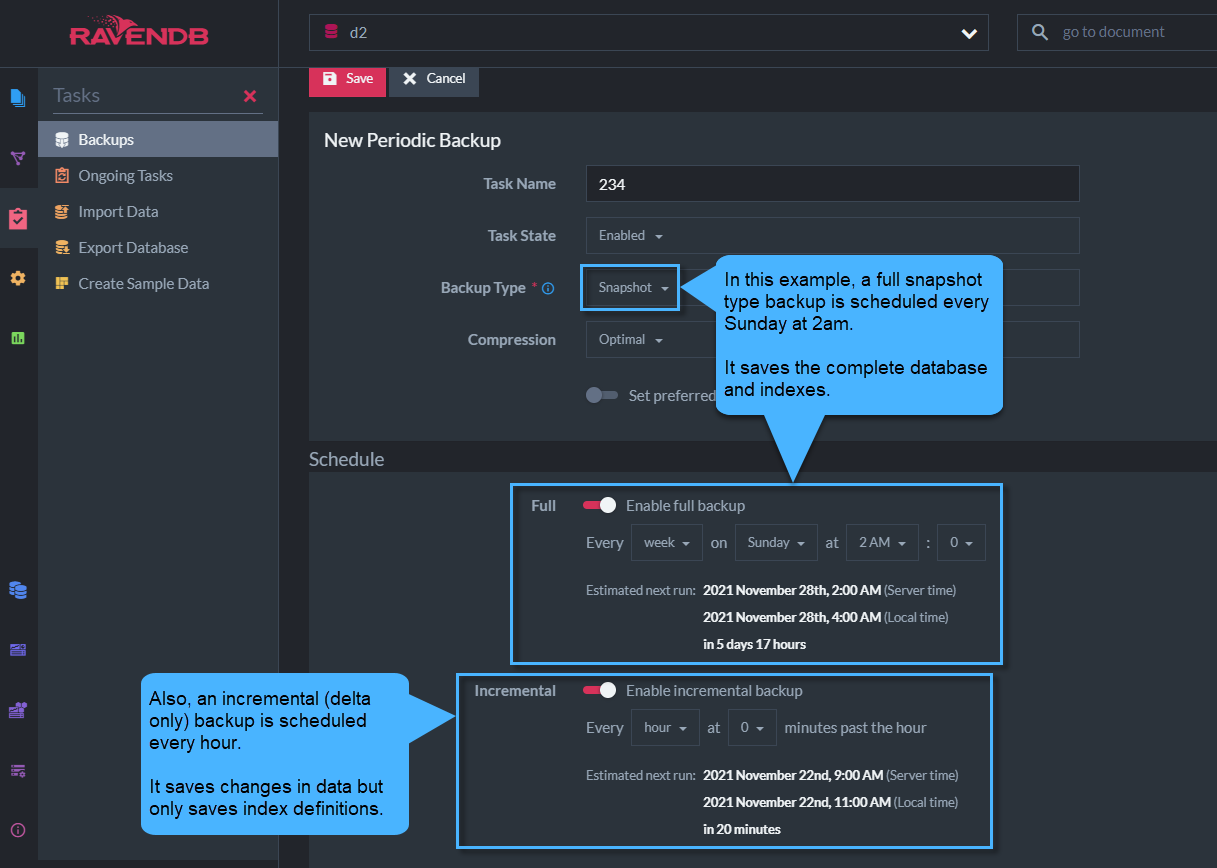 RAVENDB
d2
go to document
Tasks
Save
Cancel
Backups
Ongoing Tasks
Import Data
Export Database
Create Sample Data
New Periodic Backup
Task Name
234
Task State
Enabled
Backup Type *
Snapshot
Compression
Optimal
Set preferred
In this example, a full snapshot
type backup is scheduled every
Sunday at 2am.
It saves the complete database
and indexes.
Schedule
Full
Enable full backup
Every week on Sunday at 2 AM : 0
Estimated next run: 2021 November 28th, 2:00 AM (Server time)
2021 November 28th, 4:00 AM (Local time)
in 5 days 17 hours
Also, an incremental (delta
only) backup is scheduled
every hour.
It saves changes in data but
only saves index definitions.
Incremental
Enable incremental backup
Every hour at 0 minutes past the hour
Estimated next run: 2021 November 22nd, 9:00 AM (Server time)
2021 November 22nd, 11:00 AM (Local time)
in 20 minutes